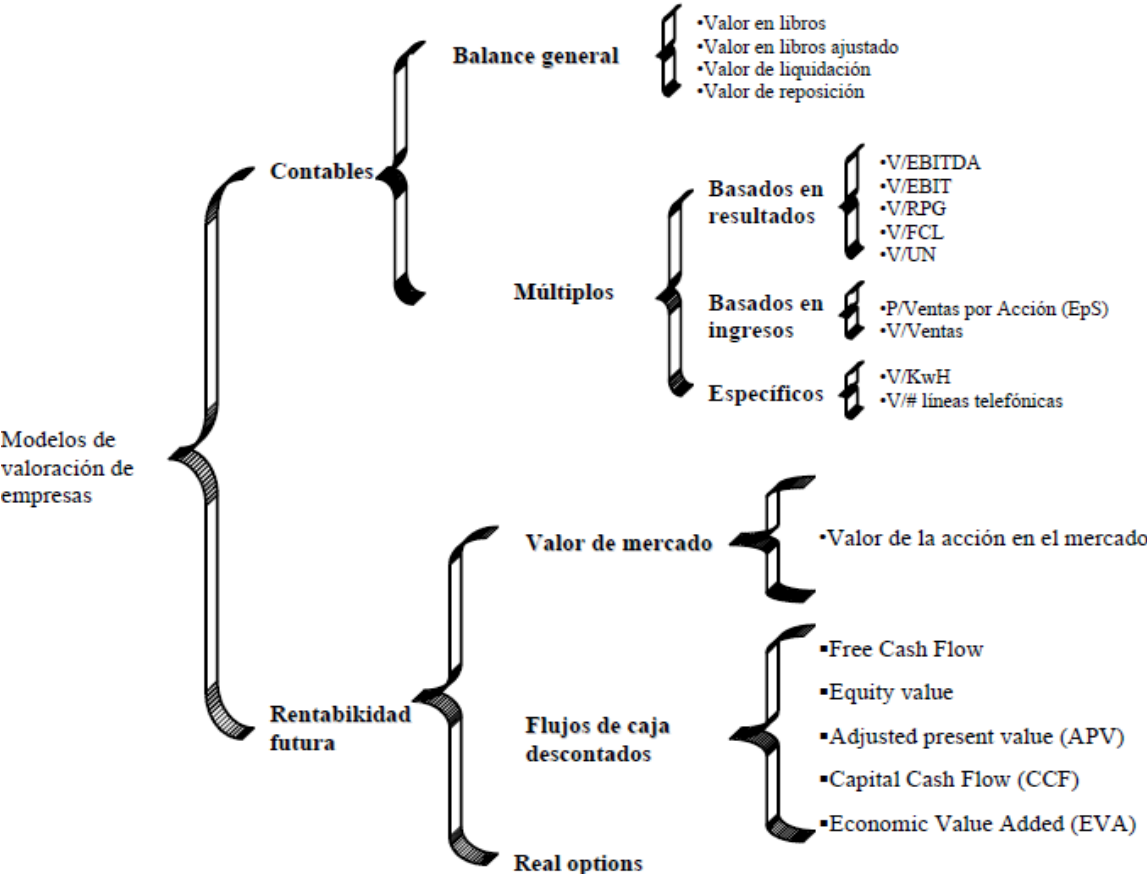 Modelos de
valoración de
empresas
Contables
Balance general
•Valor en libros
•Valor en libros ajustado
•Valor de liquidación
•Valor de reposición
Múltiplos
Basados en
resultados
•V/EBITDA
•V/EBIT
•V/RPG
•V/FCL
•V/UN
Basados en
ingresos
•P/Ventas por Acción (EpS)
•V/Ventas
Específicos
•V/KwH
•V/# líneas telefónicas
Rentabikidad
futura
Valor de mercado
•Valor de la acción en el mercado
Flujos de caja
descontados
▪Free Cash Flow
▪Equity value
▪Adjusted present value (APV)
▪Capital Cash Flow (CCF)
▪Economic Value Added (EVA)
Real options